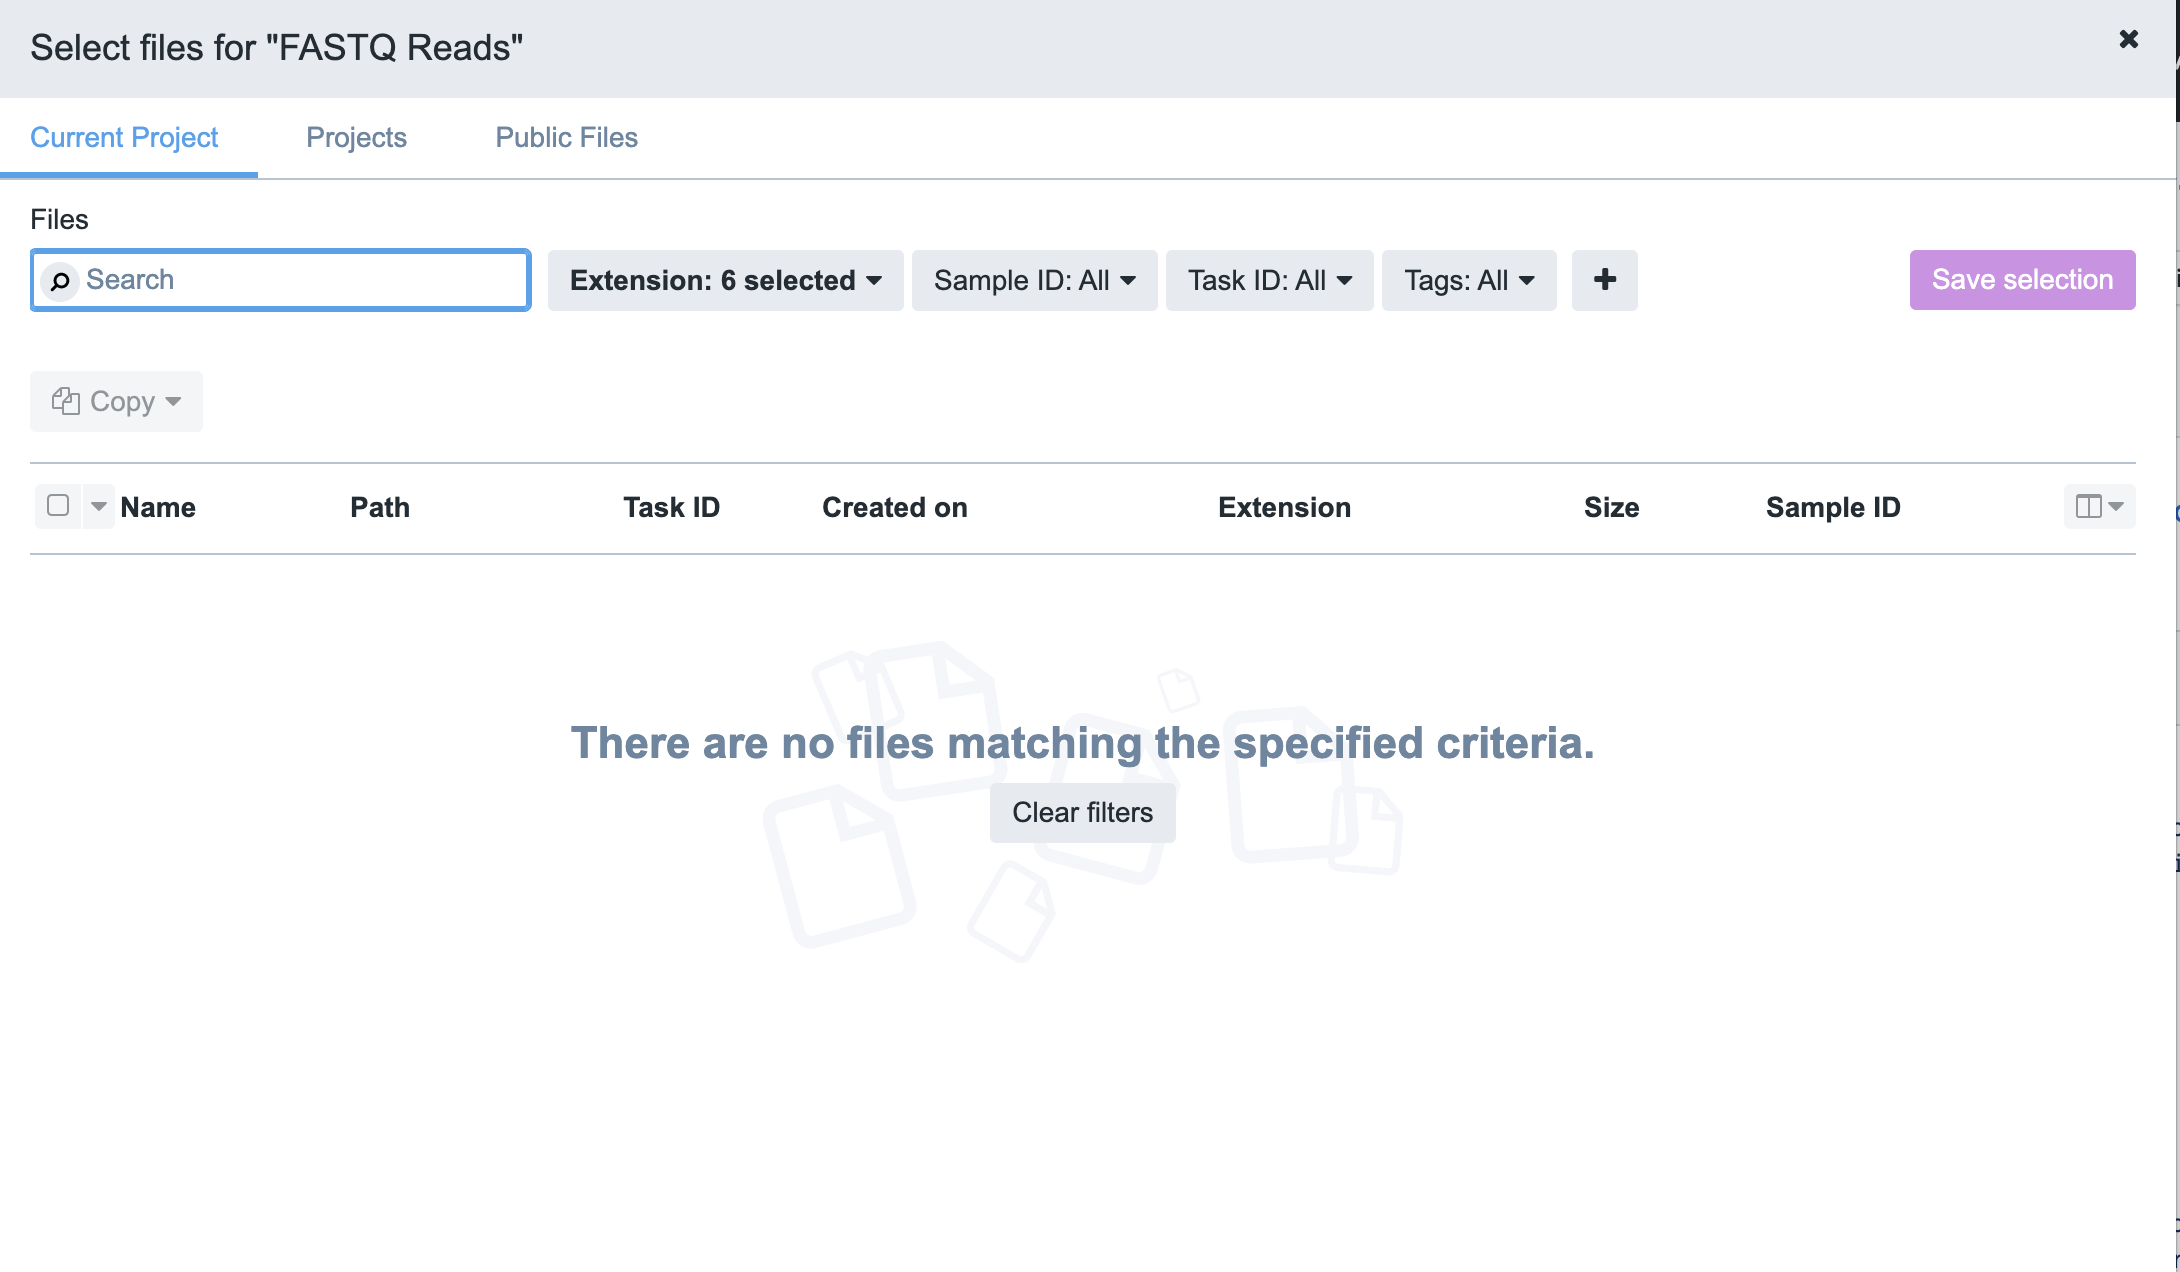 Select files for "FASTQ Reads"
Current Project Projects Public Files
Files
Search Extension: 6 selected Sample ID: All Task ID: All Tags: All Save selection
Copy
Name Path Task ID Created on Extension Size Sample ID
There are no files matching the specified criteria.
Clear filters